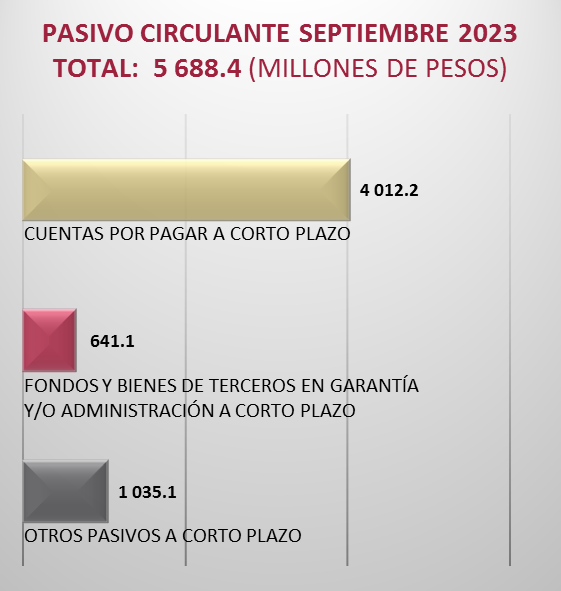 PASIVO CIRCULANTE SEPTIEMBRE 2023
TOTAL: 5 688.4 (MILLONES DE PESOS)
4 012.2
CUENTAS POR PAGAR A CORTO PLAZO
641.1
FONDOS Y BIENES DE TERCEROS EN GARANTÍA
Y/O ADMINISTRACIÓN A CORTO PLAZO
1 035.1
OTROS PASIVOS A CORTO PLAZO